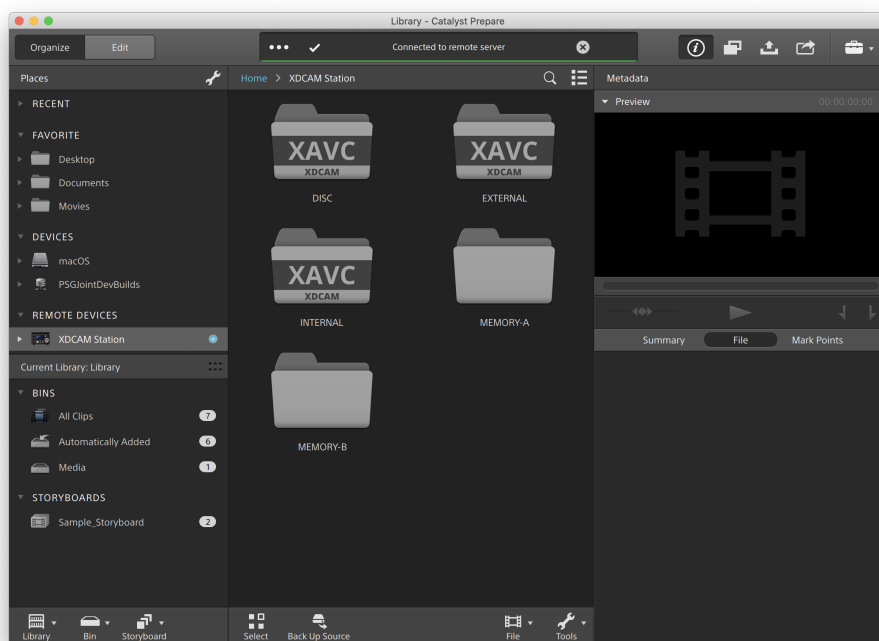 Library - Catalyst Prepare
Organize
Edit
Connected to remote server
Places
Home > XDCAM Station
Metadata
RECENT
Preview
00:00:00:00
FAVORITE
Desktop
Documents
Movies
XAVC
XDCAM
DISC
XAVC
XDCAM
EXTERNAL
DEVICES
macOS
PSGJointDevBuilds
XAVC
XDCAM
INTERNAL
MEMORY-A
REMOTE DEVICES
XDCAM Station
Summary
File
Mark Points
Current Library: Library
BINS
All Clips
7
Automatically Added
6
Media
1
MEMORY-B
STORYBOARDS
Sample_Storyboard
2
Library
Bin
Storyboard
Select
Back Up Source
File
Tools